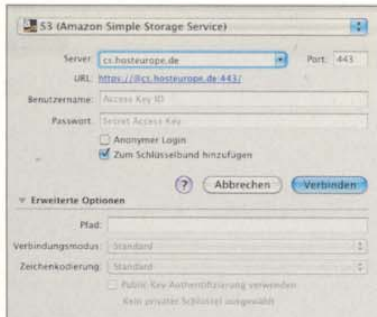 S3 (Amazon Simple Storage Service)
Server: cs.hosteurope.de Port: 443
URL: https://@cs.hosteurope.de:443/
Benutzername: Access Key ID
Passwort: Secret Access Key
Anonymer Login
Zum Schlüsselbund hinzufügen
? Abbrechen Verbinden
Erweiterte Optionen
Pfad:
Verbindungsmodus: Standard
Zeichenkodierung: Standard
Public Key Authentifizierung verwenden
Kein privater Schlüssel ausgewählt